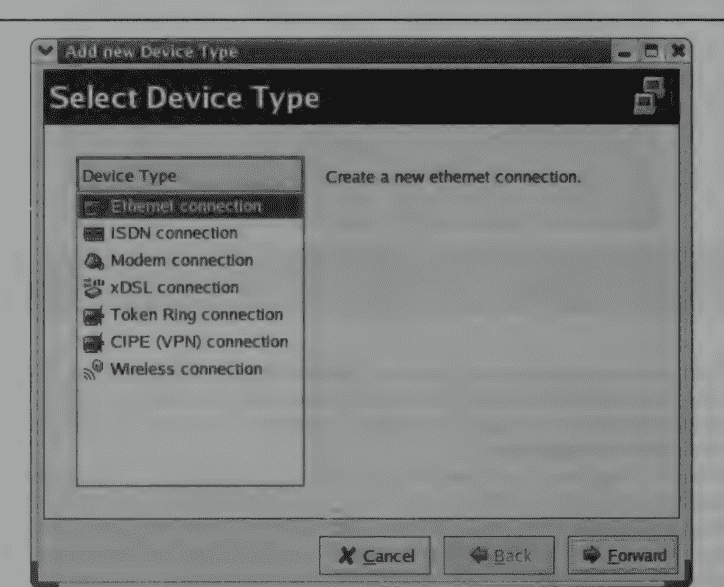 Add new Device Type
Select Device Type
Device Type
Create a new ethernet connection.
Ethernet connection
ISDN connection
Modem connection
xDSL connection
Token Ring connection
CIPE (VPN) connection
Wireless connection
Cancel
Back
Forward